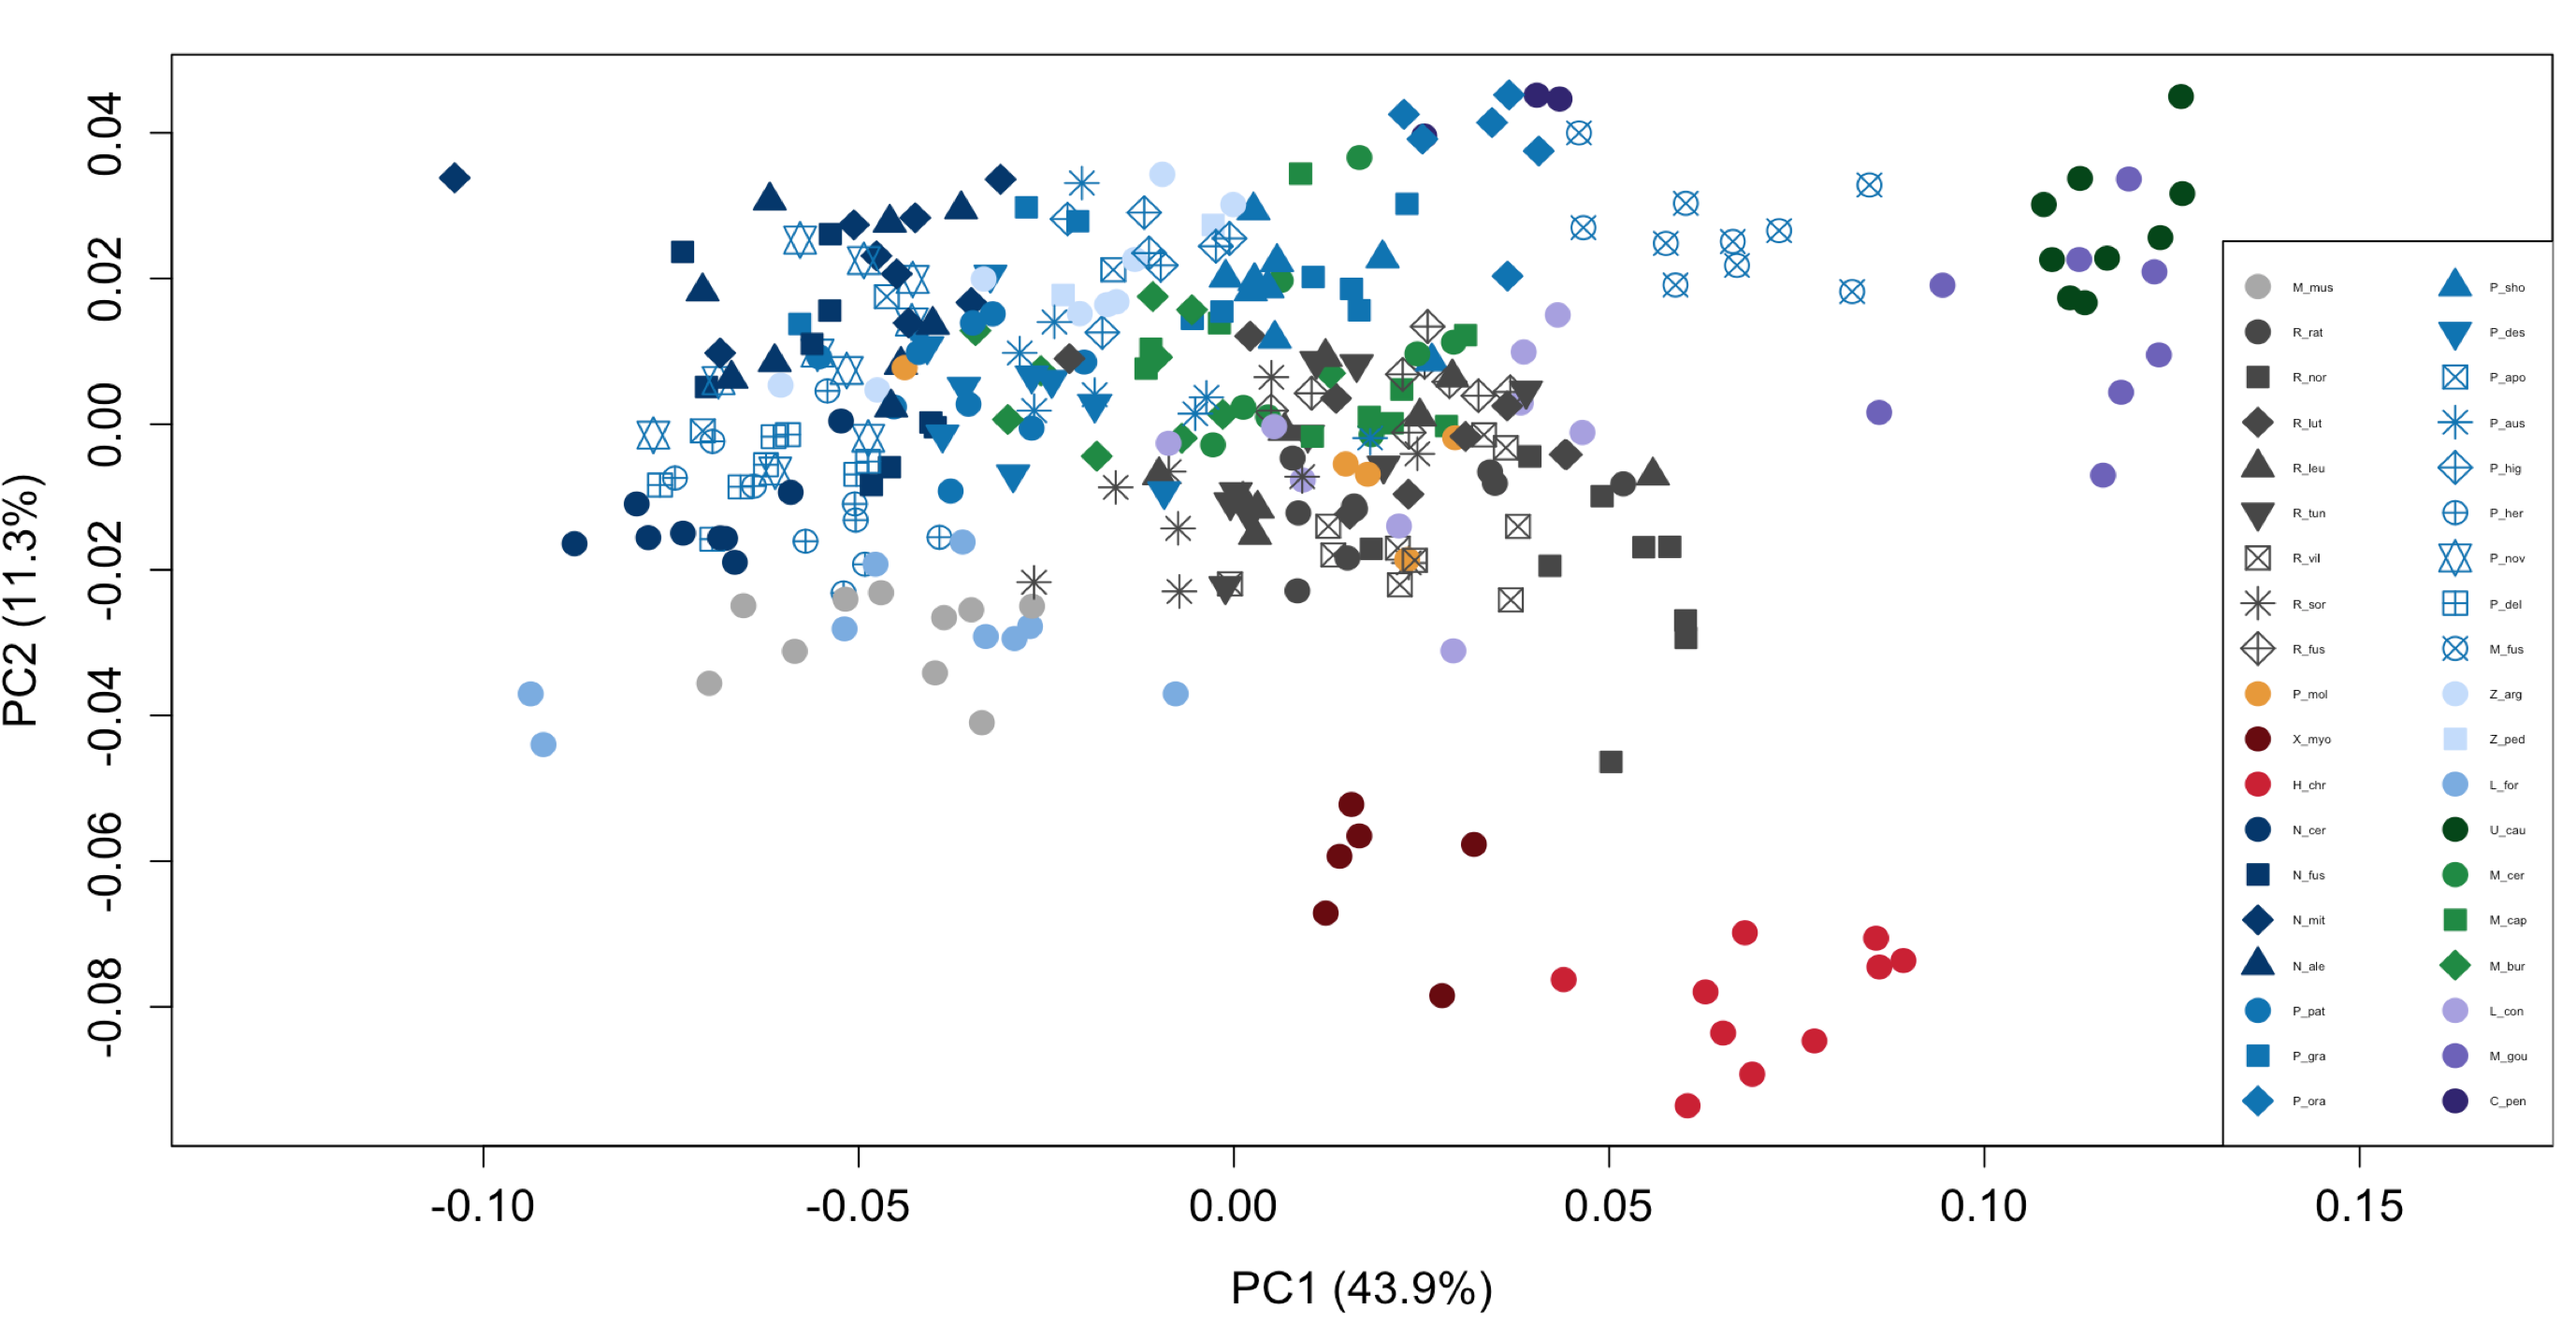 0.04
0.02
0.00
-0.02
-0.04
-0.06
-0.08
PC2 (11.3%)
-0.10
-0.05
0.00
0.05
0.10
0.15
PC1 (43.9%)
M_mus
R_rat
R_nor
R_lut
R_leu
R_tun
R_vil
R_sor
R_fus
P_mol
X_myo
H_chr
N_cer
N_fus
N_mit
N_ale
P_pat
P_gra
P_ora
P_sho
P_des
P_apo
P_aus
P_hig
P_her
P_nov
P_del
M_fus
Z_arg
Z_ped
L_for
U_cau
M_cer
M_cap
M_bur
L_con
M_gou
C_pen